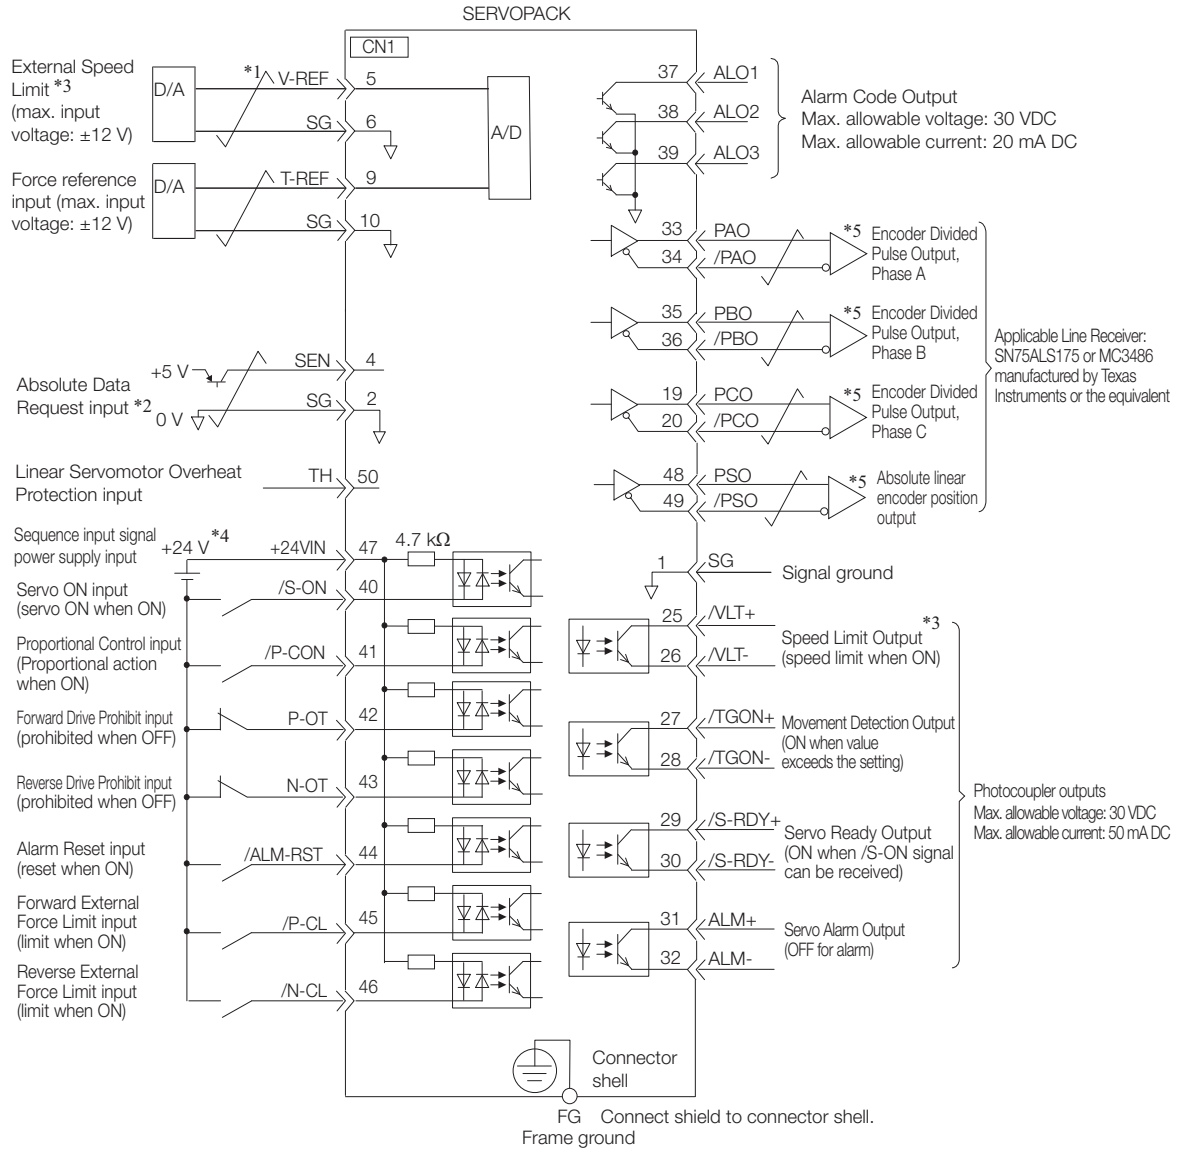 SERVOPACK
CN1
External Speed
Limit *3
(max. input
voltage: ±12 V)
D/A
*1
V-REF
5
SG
6
A/D
Force reference
input (max. input
voltage: ±12 V)
D/A
T-REF
9
SG
10
Absolute Data
Request input *2
+5 V
0 V
SEN
4
SG
2
Linear Servomotor Overheat
Protection input
TH
50
Sequence input signal
power supply input
+24 V *4
+24VIN
47
4.7 kΩ
Servo ON input
(servo ON when ON)
/S-ON
40
Proportional Control input
(Proportional action
when ON)
/P-CON
41
Forward Drive Prohibit input
(prohibited when OFF)
P-OT
42
Reverse Drive Prohibit input
(prohibited when OFF)
N-OT
43
Alarm Reset input
(reset when ON)
/ALM-RST
44
Forward External
Force Limit input
(limit when ON)
/P-CL
45
Reverse External
Force Limit input
(limit when ON)
/N-CL
46
37
ALO1
38
ALO2
39
ALO3
Alarm Code Output
Max. allowable voltage: 30 VDC
Max. allowable current: 20 mA DC
33
PAO
34
/PAO
*5
Encoder Divided
Pulse Output,
Phase A
35
PBO
36
/PBO
*5
Encoder Divided
Pulse Output,
Phase B
19
PCO
20
/PCO
*5
Encoder Divided
Pulse Output,
Phase C
48
PSO
49
/PSO
*5
Absolute linear
encoder position
output
Applicable Line Receiver:
SN75ALS175 or MC3486
manufactured by Texas
Instruments or the equivalent
1
SG
Signal ground
25
/VLT+
26
/VLT-
Speed Limit Output *3
(speed limit when ON)
27
/TGON+
28
/TGON-
Movement Detection Output
(ON when value
exceeds the setting)
29
/S-RDY+
30
/S-RDY-
Servo Ready Output
(ON when /S-ON signal
can be received)
31
ALM+
32
ALM-
Servo Alarm Output
(OFF for alarm)
Photocoupler outputs
Max. allowable voltage: 30 VDC
Max. allowable current: 50 mA DC
Connector
shell
FG
Connect shield to connector shell.
Frame ground